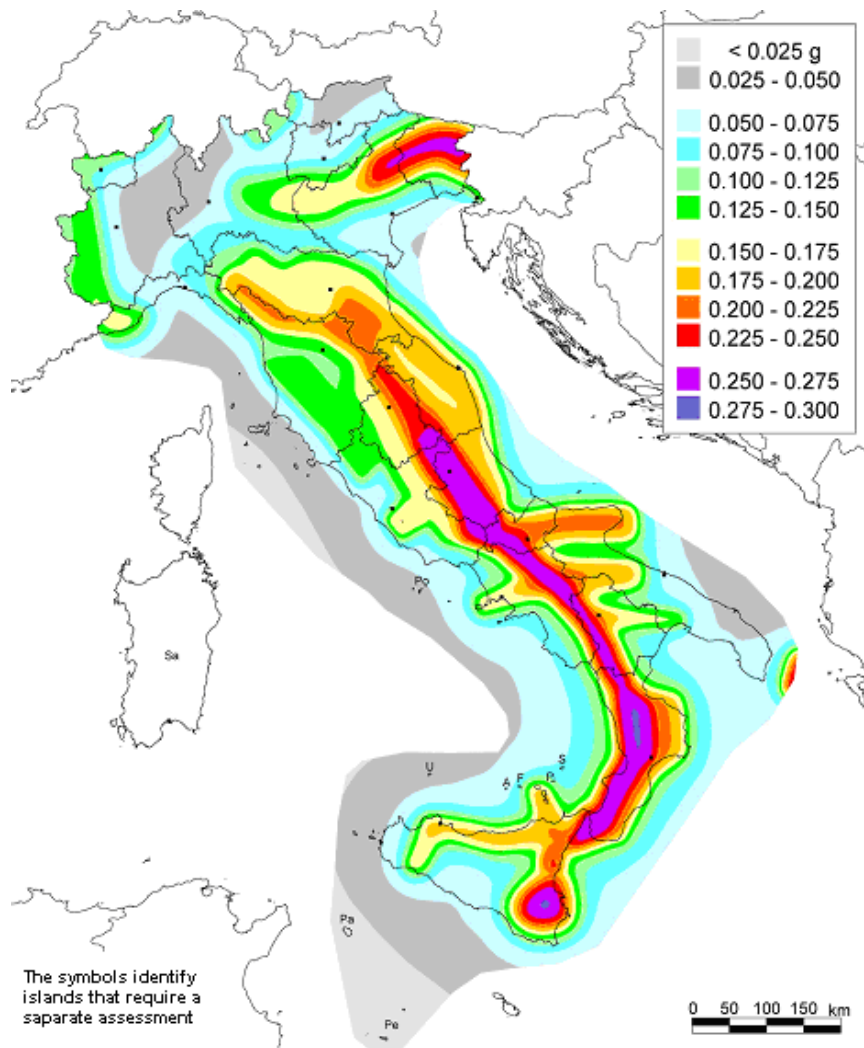 < 0.025 g
0.025 - 0.050
0.050 - 0.075
0.075 - 0.100
0.100 - 0.125
0.125 - 0.150
0.150 - 0.175
0.175 - 0.200
0.200 - 0.225
0.225 - 0.250
0.250 - 0.275
0.275 - 0.300
Po
Sa
U
A
F
S
Pa
Pe
The symbols identify
islands that require a
saparate assessment
0 50 100 150 km